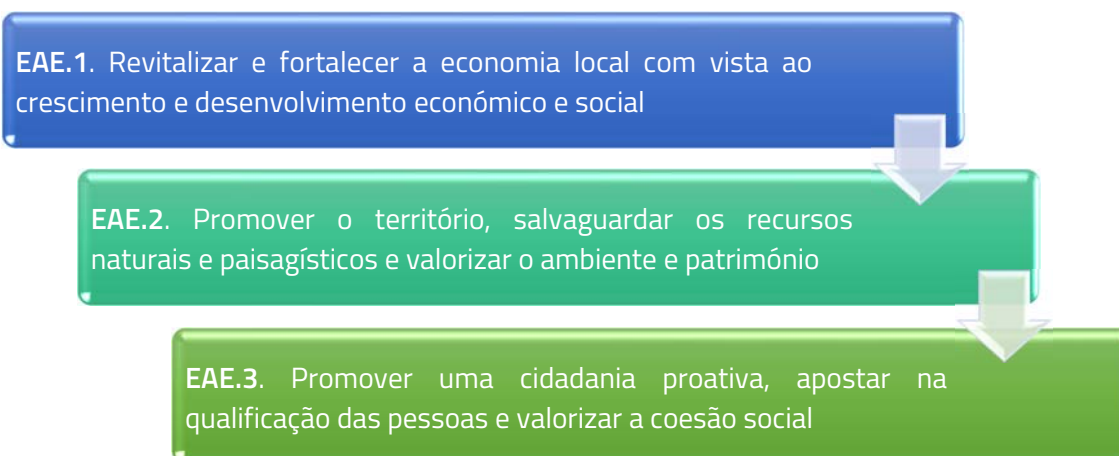 EAE.1. Revitalizar e fortalecer a economia local com vista ao
crescimento e desenvolvimento económico e social
EAE.2. Promover o território, salvaguardar os recursos
naturais e paisagísticos e valorizar o ambiente e património
EAE.3. Promover uma cidadania proativa, apostar na
qualificação das pessoas e valorizar a coesão social